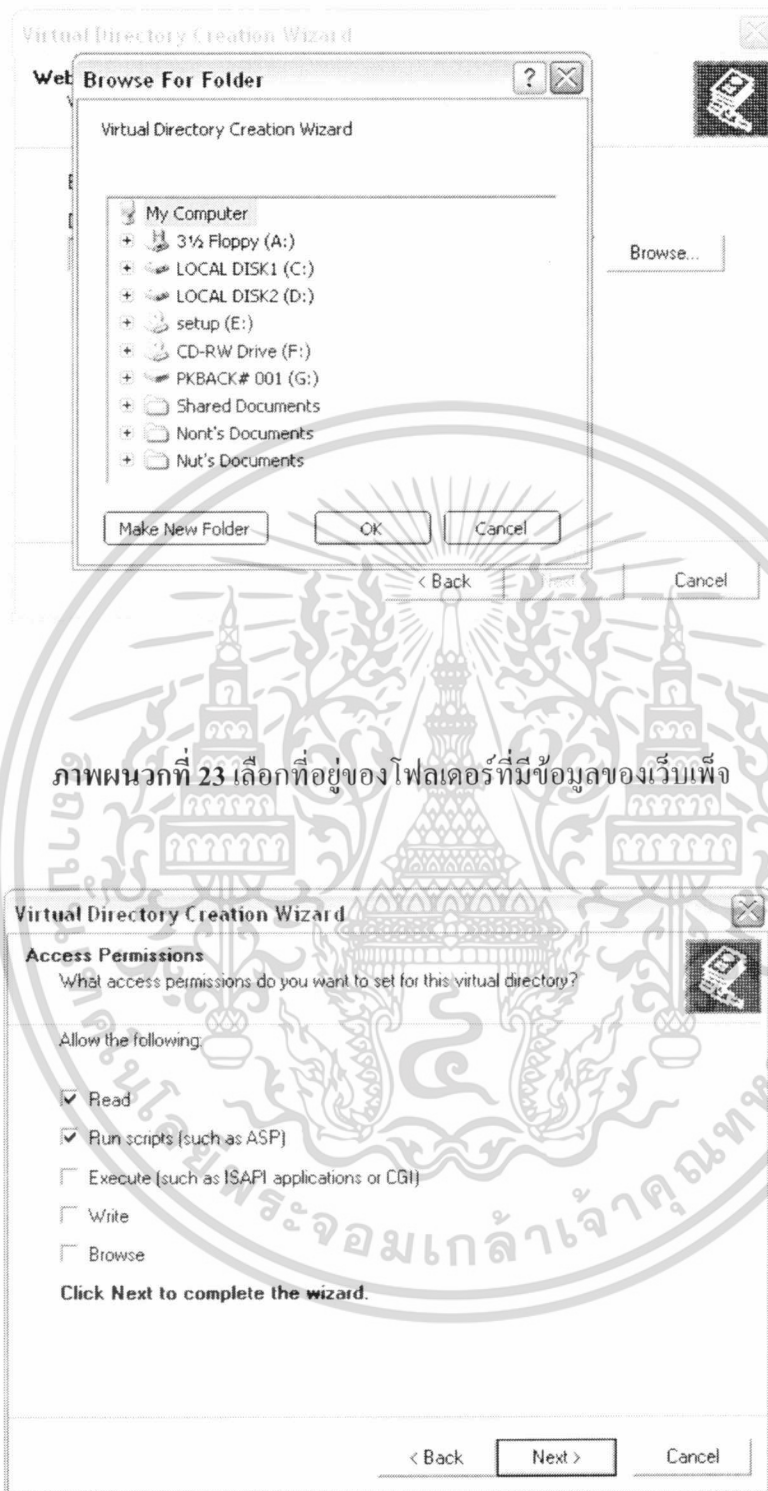 Virtual Directory Creation Wizard
Web
Browse For Folder
Virtual Directory Creation Wizard
My Computer
3½ Floppy (A:)
LOCAL DISK1 (C:)
LOCAL DISK2 (D:)
setup (E:)
CD-RW Drive (F:)
PKBACK# 001 (G:)
Shared Documents
Nont's Documents
Nut's Documents
Browse...
Make New Folder
OK
Cancel
< Back
Cancel
ภาพผนวกที่ 23 เลือกที่อยู่ของโฟลเดอร์ที่มีข้อมูลของเว็บเพ็จ
Virtual Directory Creation Wizard
Access Permissions
What access permissions do you want to set for this virtual directory?
Allow the following:
Read
Run scripts (such as ASP)
Execute (such as ISAPI applications or CGI)
Write
Browse
Click Next to complete the wizard.
< Back
Next >
Cancel